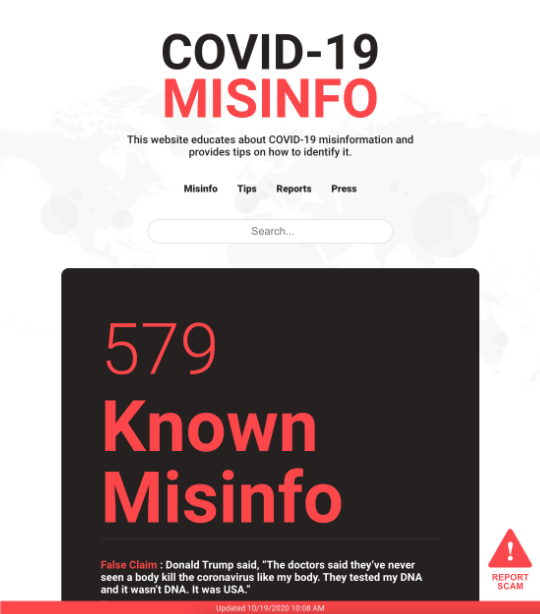 COVID-19
MISINFO
This website educates about COVID-19 misinformation and
provides tips on how to identify it.
Misinfo Tips Reports Press
Search...
579
Known
Misinfo
False Claim : Donald Trump said, “The doctors said they’ve never
seen a body kill the coronavirus like my body. They tested my DNA
and it wasn’t DNA. It was USA.”
REPORT
SCAM
Updated 10/19/2020 10:08 AM